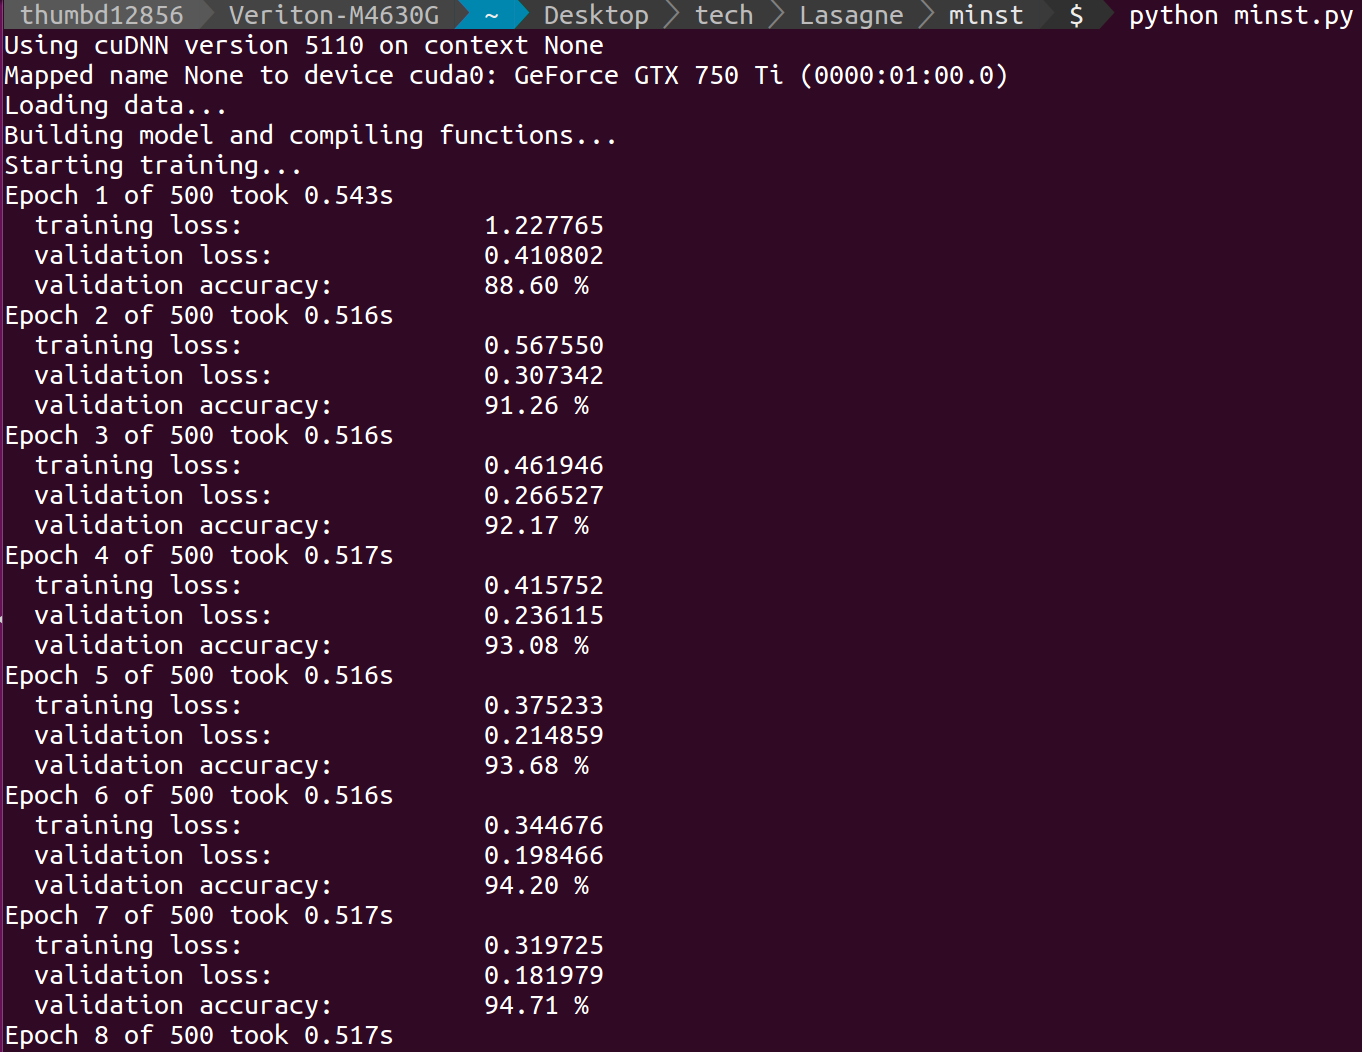 thumbd12856 Veriton-M4630G ~ Desktop tech Lasagne minst $ python minst.py
Using cuDNN version 5110 on context None
Mapped name None to device cuda0: GeForce GTX 750 Ti (0000:01:00.0)
Loading data...
Building model and compiling functions...
Starting training...
Epoch 1 of 500 took 0.543s
  training loss:                1.227765
  validation loss:              0.410802
  validation accuracy:          88.60 %
Epoch 2 of 500 took 0.516s
  training loss:                0.567550
  validation loss:              0.307342
  validation accuracy:          91.26 %
Epoch 3 of 500 took 0.516s
  training loss:                0.461946
  validation loss:              0.266527
  validation accuracy:          92.17 %
Epoch 4 of 500 took 0.517s
  training loss:                0.415752
  validation loss:              0.236115
  validation accuracy:          93.08 %
Epoch 5 of 500 took 0.516s
  training loss:                0.375233
  validation loss:              0.214859
  validation accuracy:          93.68 %
Epoch 6 of 500 took 0.516s
  training loss:                0.344676
  validation loss:              0.198466
  validation accuracy:          94.20 %
Epoch 7 of 500 took 0.517s
  training loss:                0.319725
  validation loss:              0.181979
  validation accuracy:          94.71 %
Epoch 8 of 500 took 0.517s